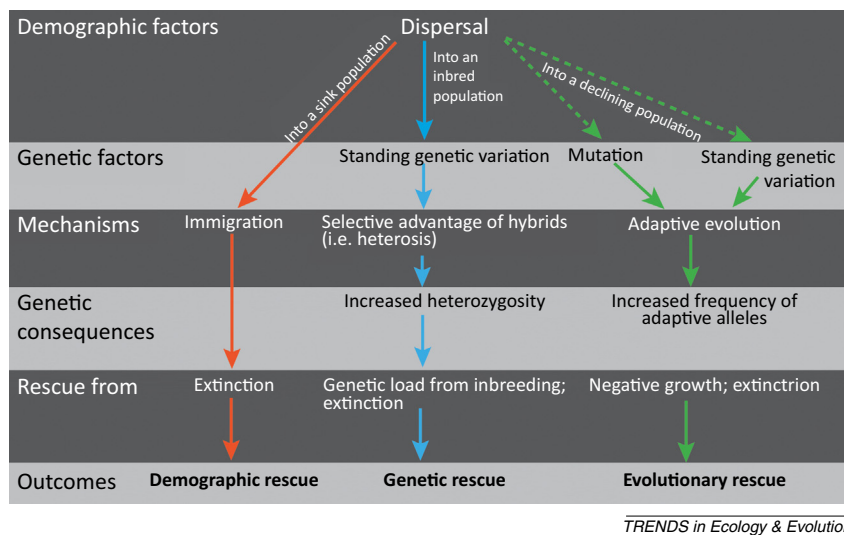 Demographic factors
Dispersal
Into a sink population
Into an
inbred
population
Into a declining population
Genetic factors
Standing genetic variation
Mutation
Standing genetic
variation
Mechanisms
Immigration
Selective advantage of hybrids
(i.e. heterosis)
Adaptive evolution
Genetic
consequences
Increased heterozygosity
Increased frequency of
adaptive alleles
Rescue from
Extinction
Genetic load from inbreeding;
extinction
Negative growth; extinctrion
Outcomes
Demographic rescue
Genetic rescue
Evolutionary rescue
TRENDS in Ecology & Evolutio